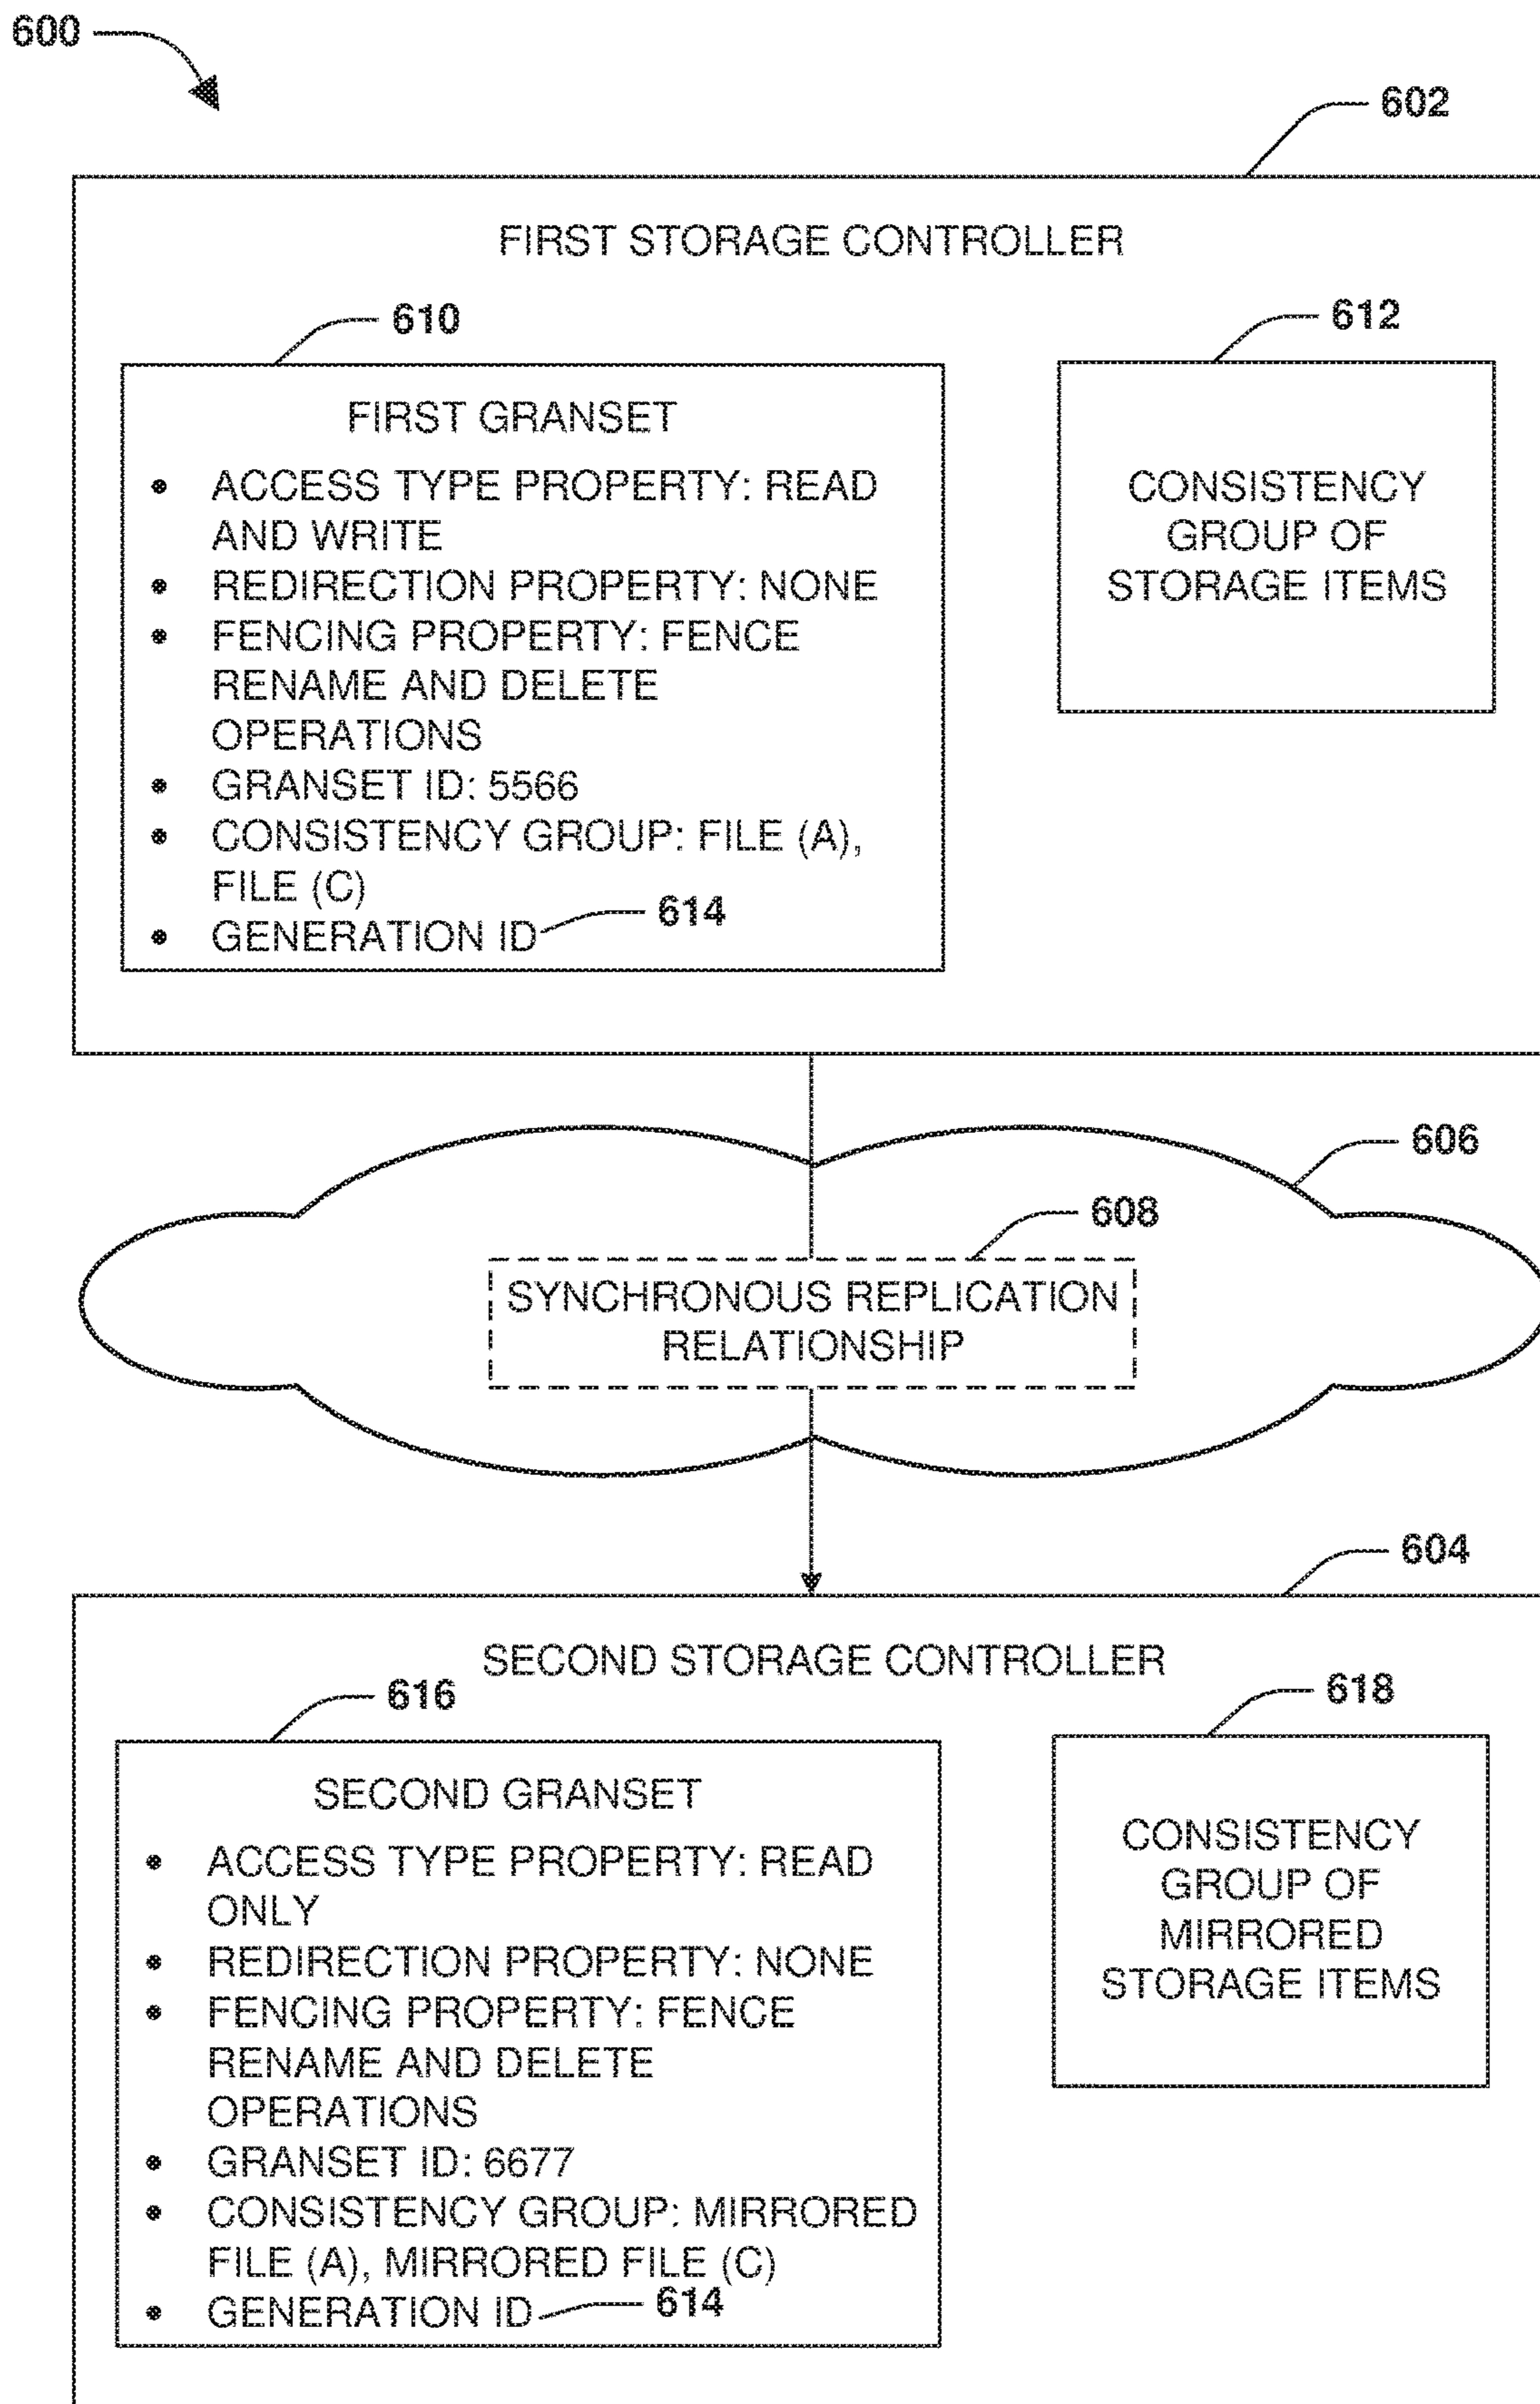 600
602
FIRST STORAGE CONTROLLER
610
612
FIRST GRANSET
• ACCESS TYPE PROPERTY: READ
AND WRITE
• REDIRECTION PROPERTY: NONE
• FENCING PROPERTY: FENCE
RENAME AND DELETE
OPERATIONS
• GRANSET ID: 5566
• CONSISTENCY GROUP: FILE (A),
FILE (C)
• GENERATION ID
614
CONSISTENCY
GROUP OF
STORAGE ITEMS
606
608
SYNCHRONOUS REPLICATION
RELATIONSHIP
604
SECOND STORAGE CONTROLLER
616
618
SECOND GRANSET
• ACCESS TYPE PROPERTY: READ
ONLY
• REDIRECTION PROPERTY: NONE
• FENCING PROPERTY: FENCE
RENAME AND DELETE
OPERATIONS
• GRANSET ID: 6677
• CONSISTENCY GROUP: MIRRORED
FILE (A), MIRRORED FILE (C)
• GENERATION ID
614
CONSISTENCY
GROUP OF
MIRRORED
STORAGE ITEMS